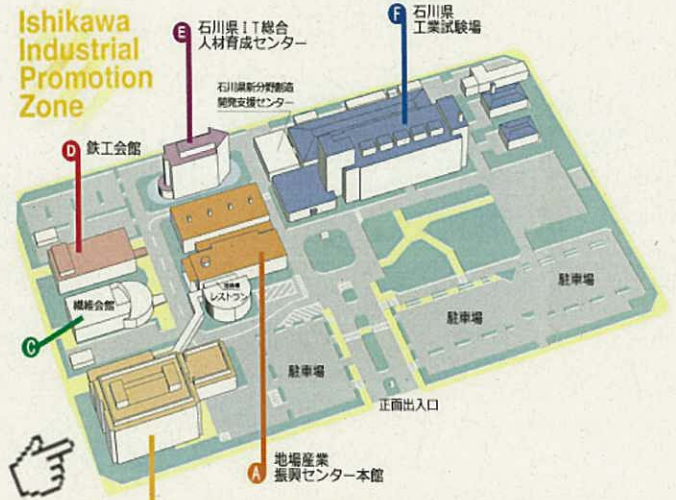 Ishikawa
Industrial
Promotion
Zone
E 石川県IT総合
人材育成センター
F 石川県
工業試験場
石川県新分野創造
開発支援センター
D 鉄工会館
繊維会館
C
レストラン
駐車場
駐車場
駐車場
正面出入口
A 地場産業
振興センター本館